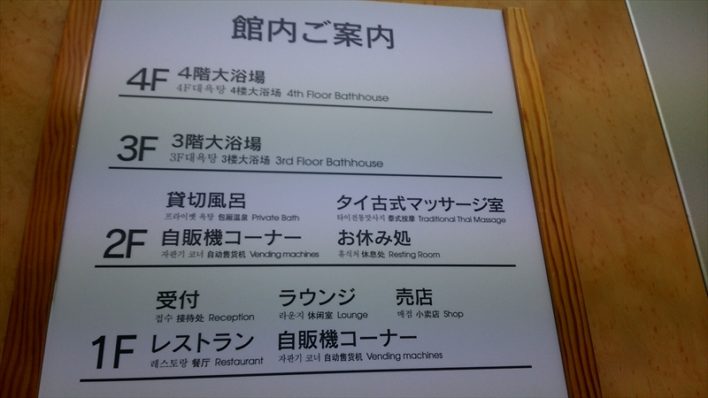 館内ご案内
4F 4階大浴場
4F대욕탕 4楼大浴场 4th Floor Bathhouse
3F 3階大浴場
3F대욕탕 3楼大浴场 3rd Floor Bathhouse
貸切風呂 タイ古式マッサージ室
프라이빗 욕탕 包厢温泉 Private Bath 타이전통맛사지 泰式按摩 Traditional Thai Massage
2F 自販機コーナー お休み処
자판기 코너 自动售货机 Vending machines 휴식처 休息处 Resting Room
受付 ラウンジ 売店
접수 接待处 Reception 라운지 休闲室 Lounge 매점 小卖店 Shop
1F レストラン 自販機コーナー
레스토랑 餐厅 Restaurant 자판기 코너 自动售货机 Vending machines